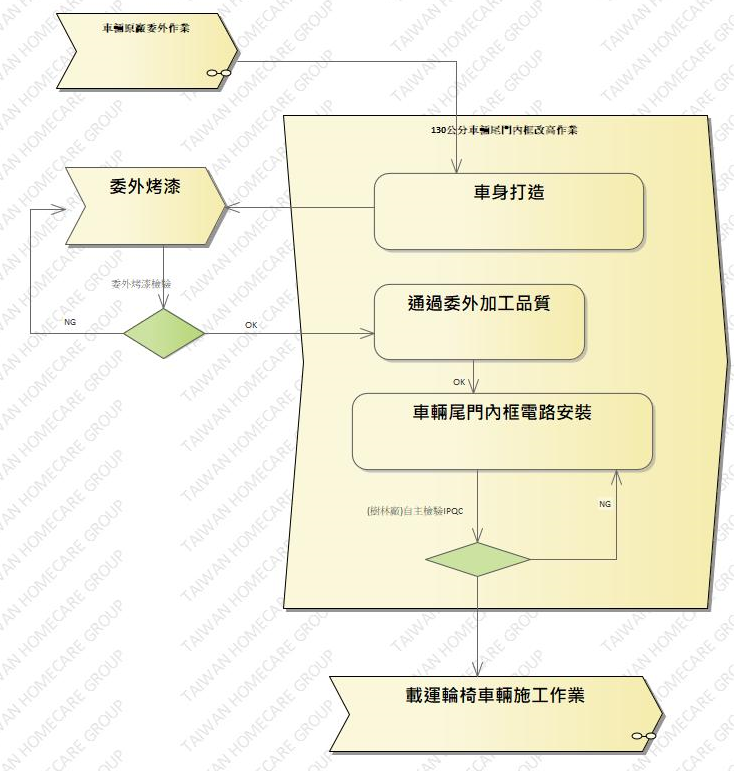 車輛原廠委外作業
130公分車輛尾門內框改高作業
車身打造
委外烤漆
委外烤漆檢驗
NG
OK
通過委外加工品質
OK
車輛尾門內框電路安裝
(樹林廠)自主檢驗IPQC
NG
載運輪椅車輛施工作業
TAIWAN HOMECARE GROUP